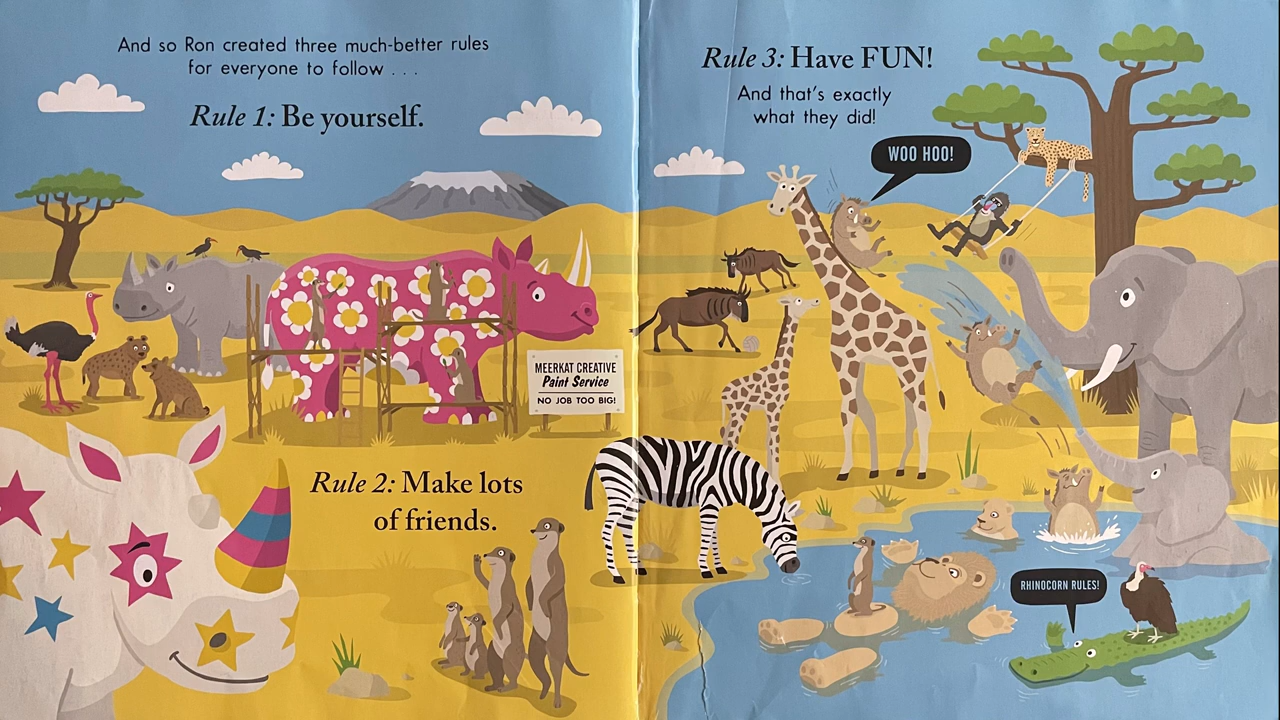 And so Ron created three much-better rules
for everyone to follow . . .
Rule 1: Be yourself.
MEERKAT CREATIVE
Paint Service
NO JOB TOO BIG!
Rule 2: Make lots
of friends.
Rule 3: Have FUN!
And that's exactly
what they did!
WOO HOO!
RHINOCORN RULES!